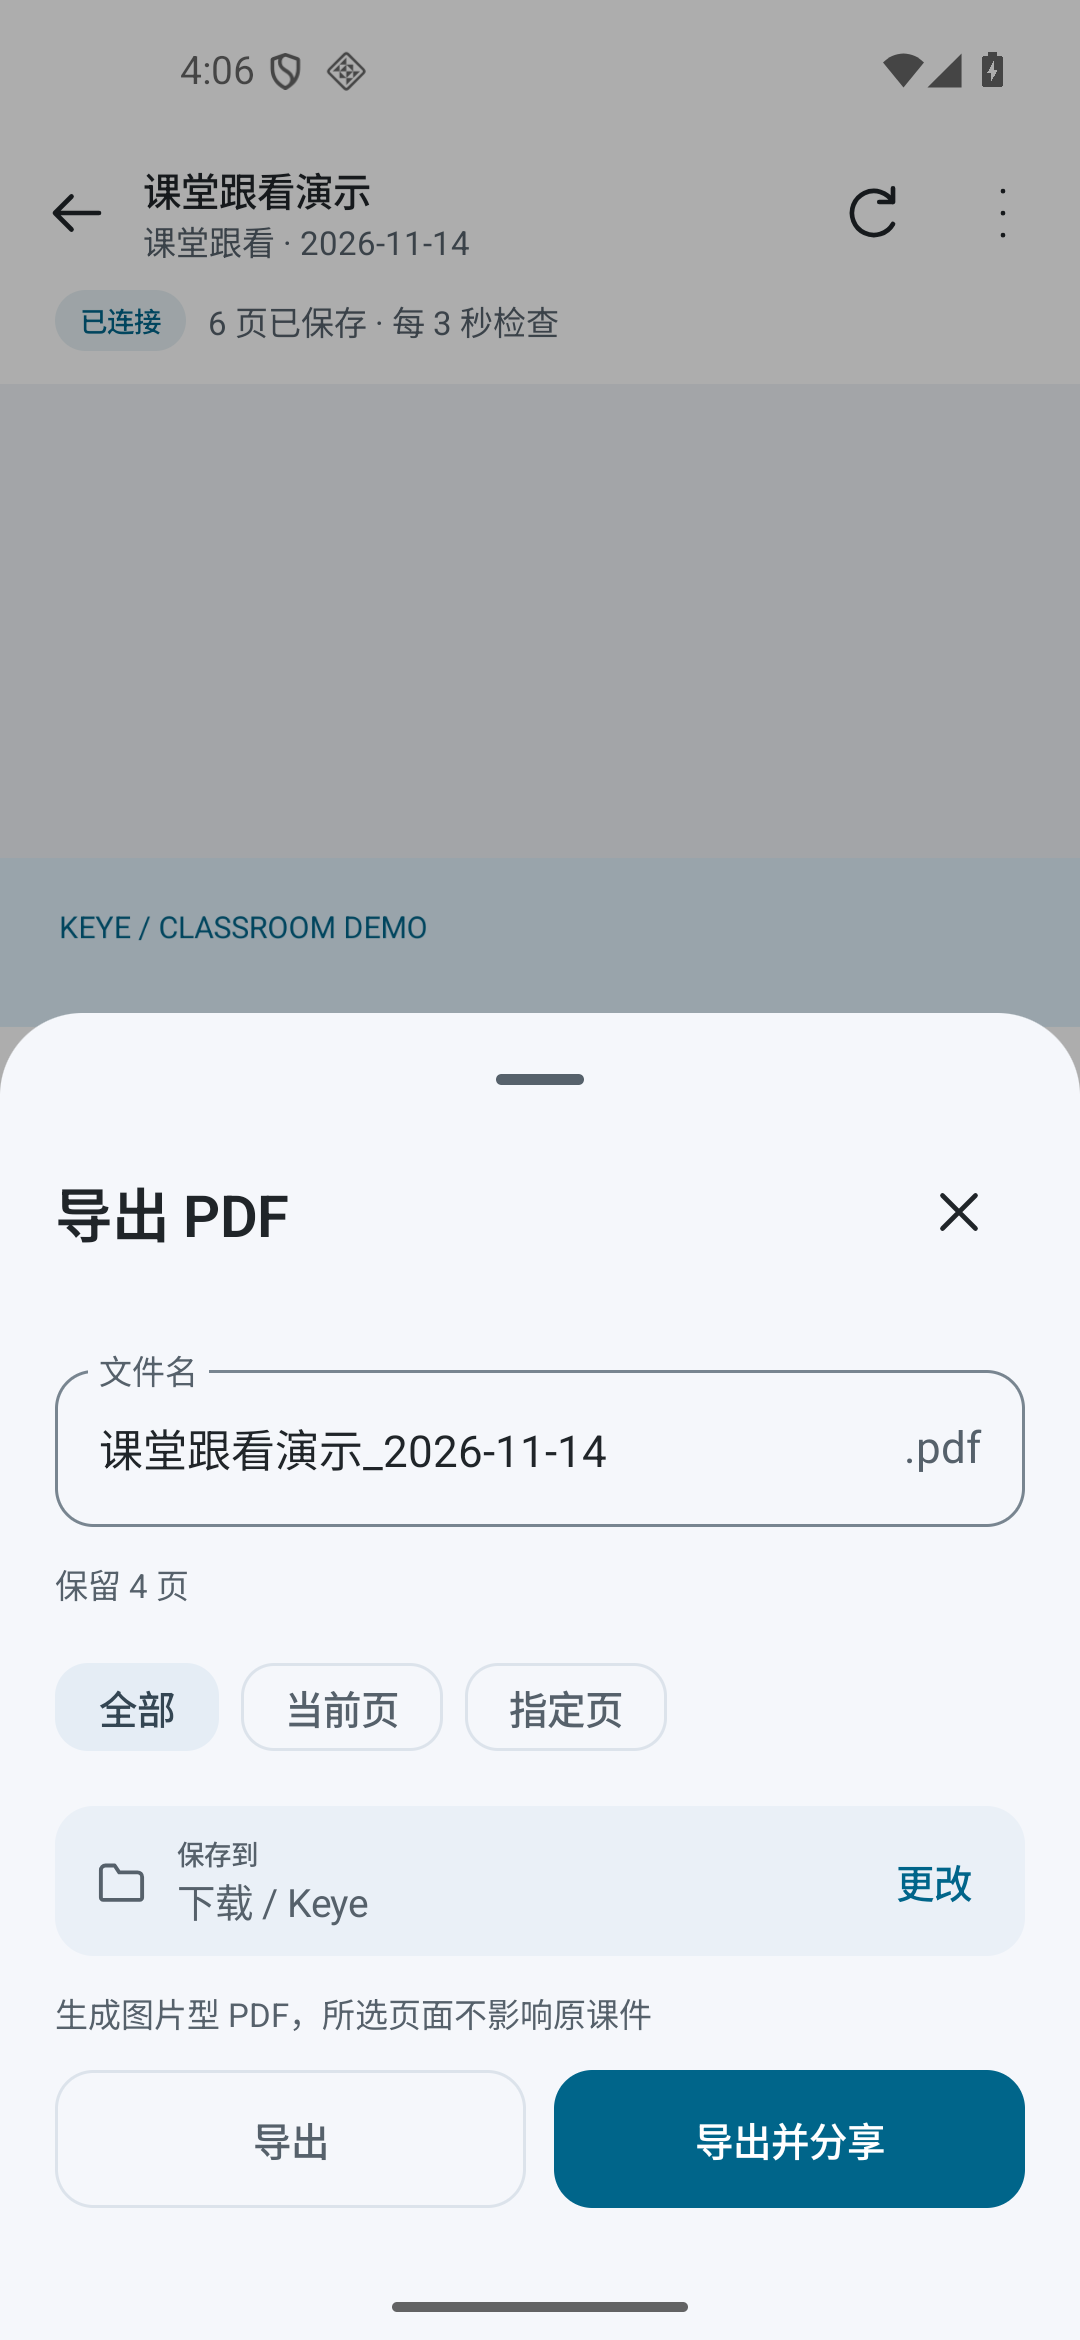 4:06
课堂跟看演示
课堂跟看 · 2026-11-14
已连接
6 页已保存 · 每 3 秒检查
KEYE / CLASSROOM DEMO
导出 PDF
文件名
课堂跟看演示_2026-11-14 .pdf
保留 4 页
全部 当前页 指定页
保存到
下载 / Keye
更改
生成图片型 PDF，所选页面不影响原课件
导出 导出并分享